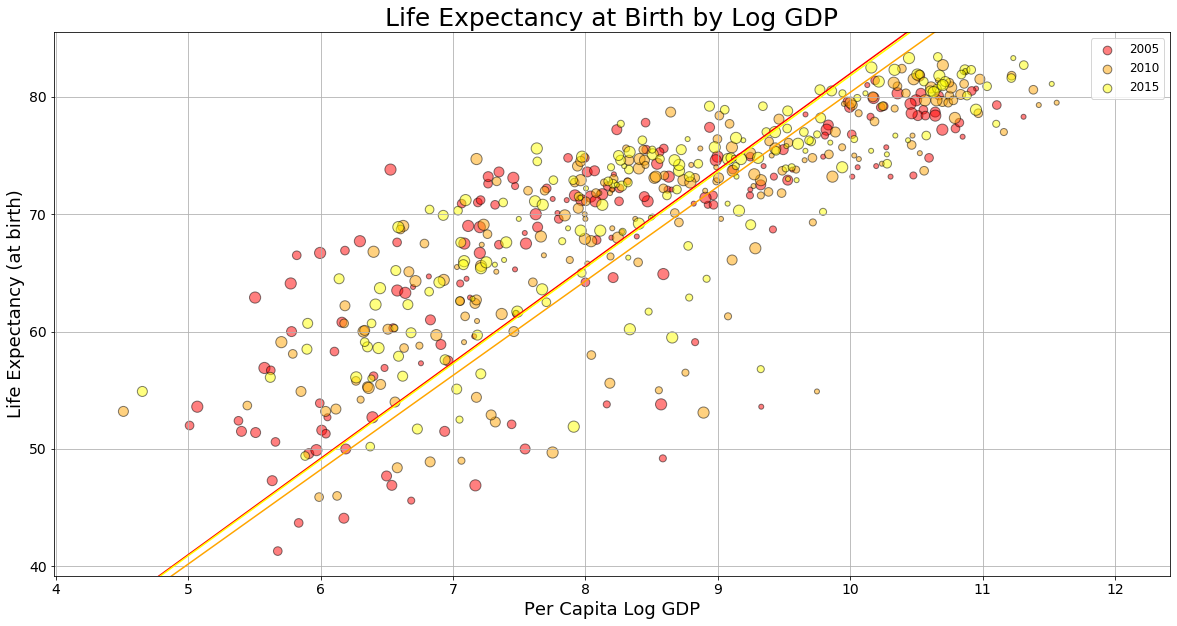 Life Expectancy at Birth by Log GDP
2005
2010
2015
Life Expectancy (at birth)
80
70
60
50
40
4 5 6 7 8 9 10 11 12
Per Capita Log GDP